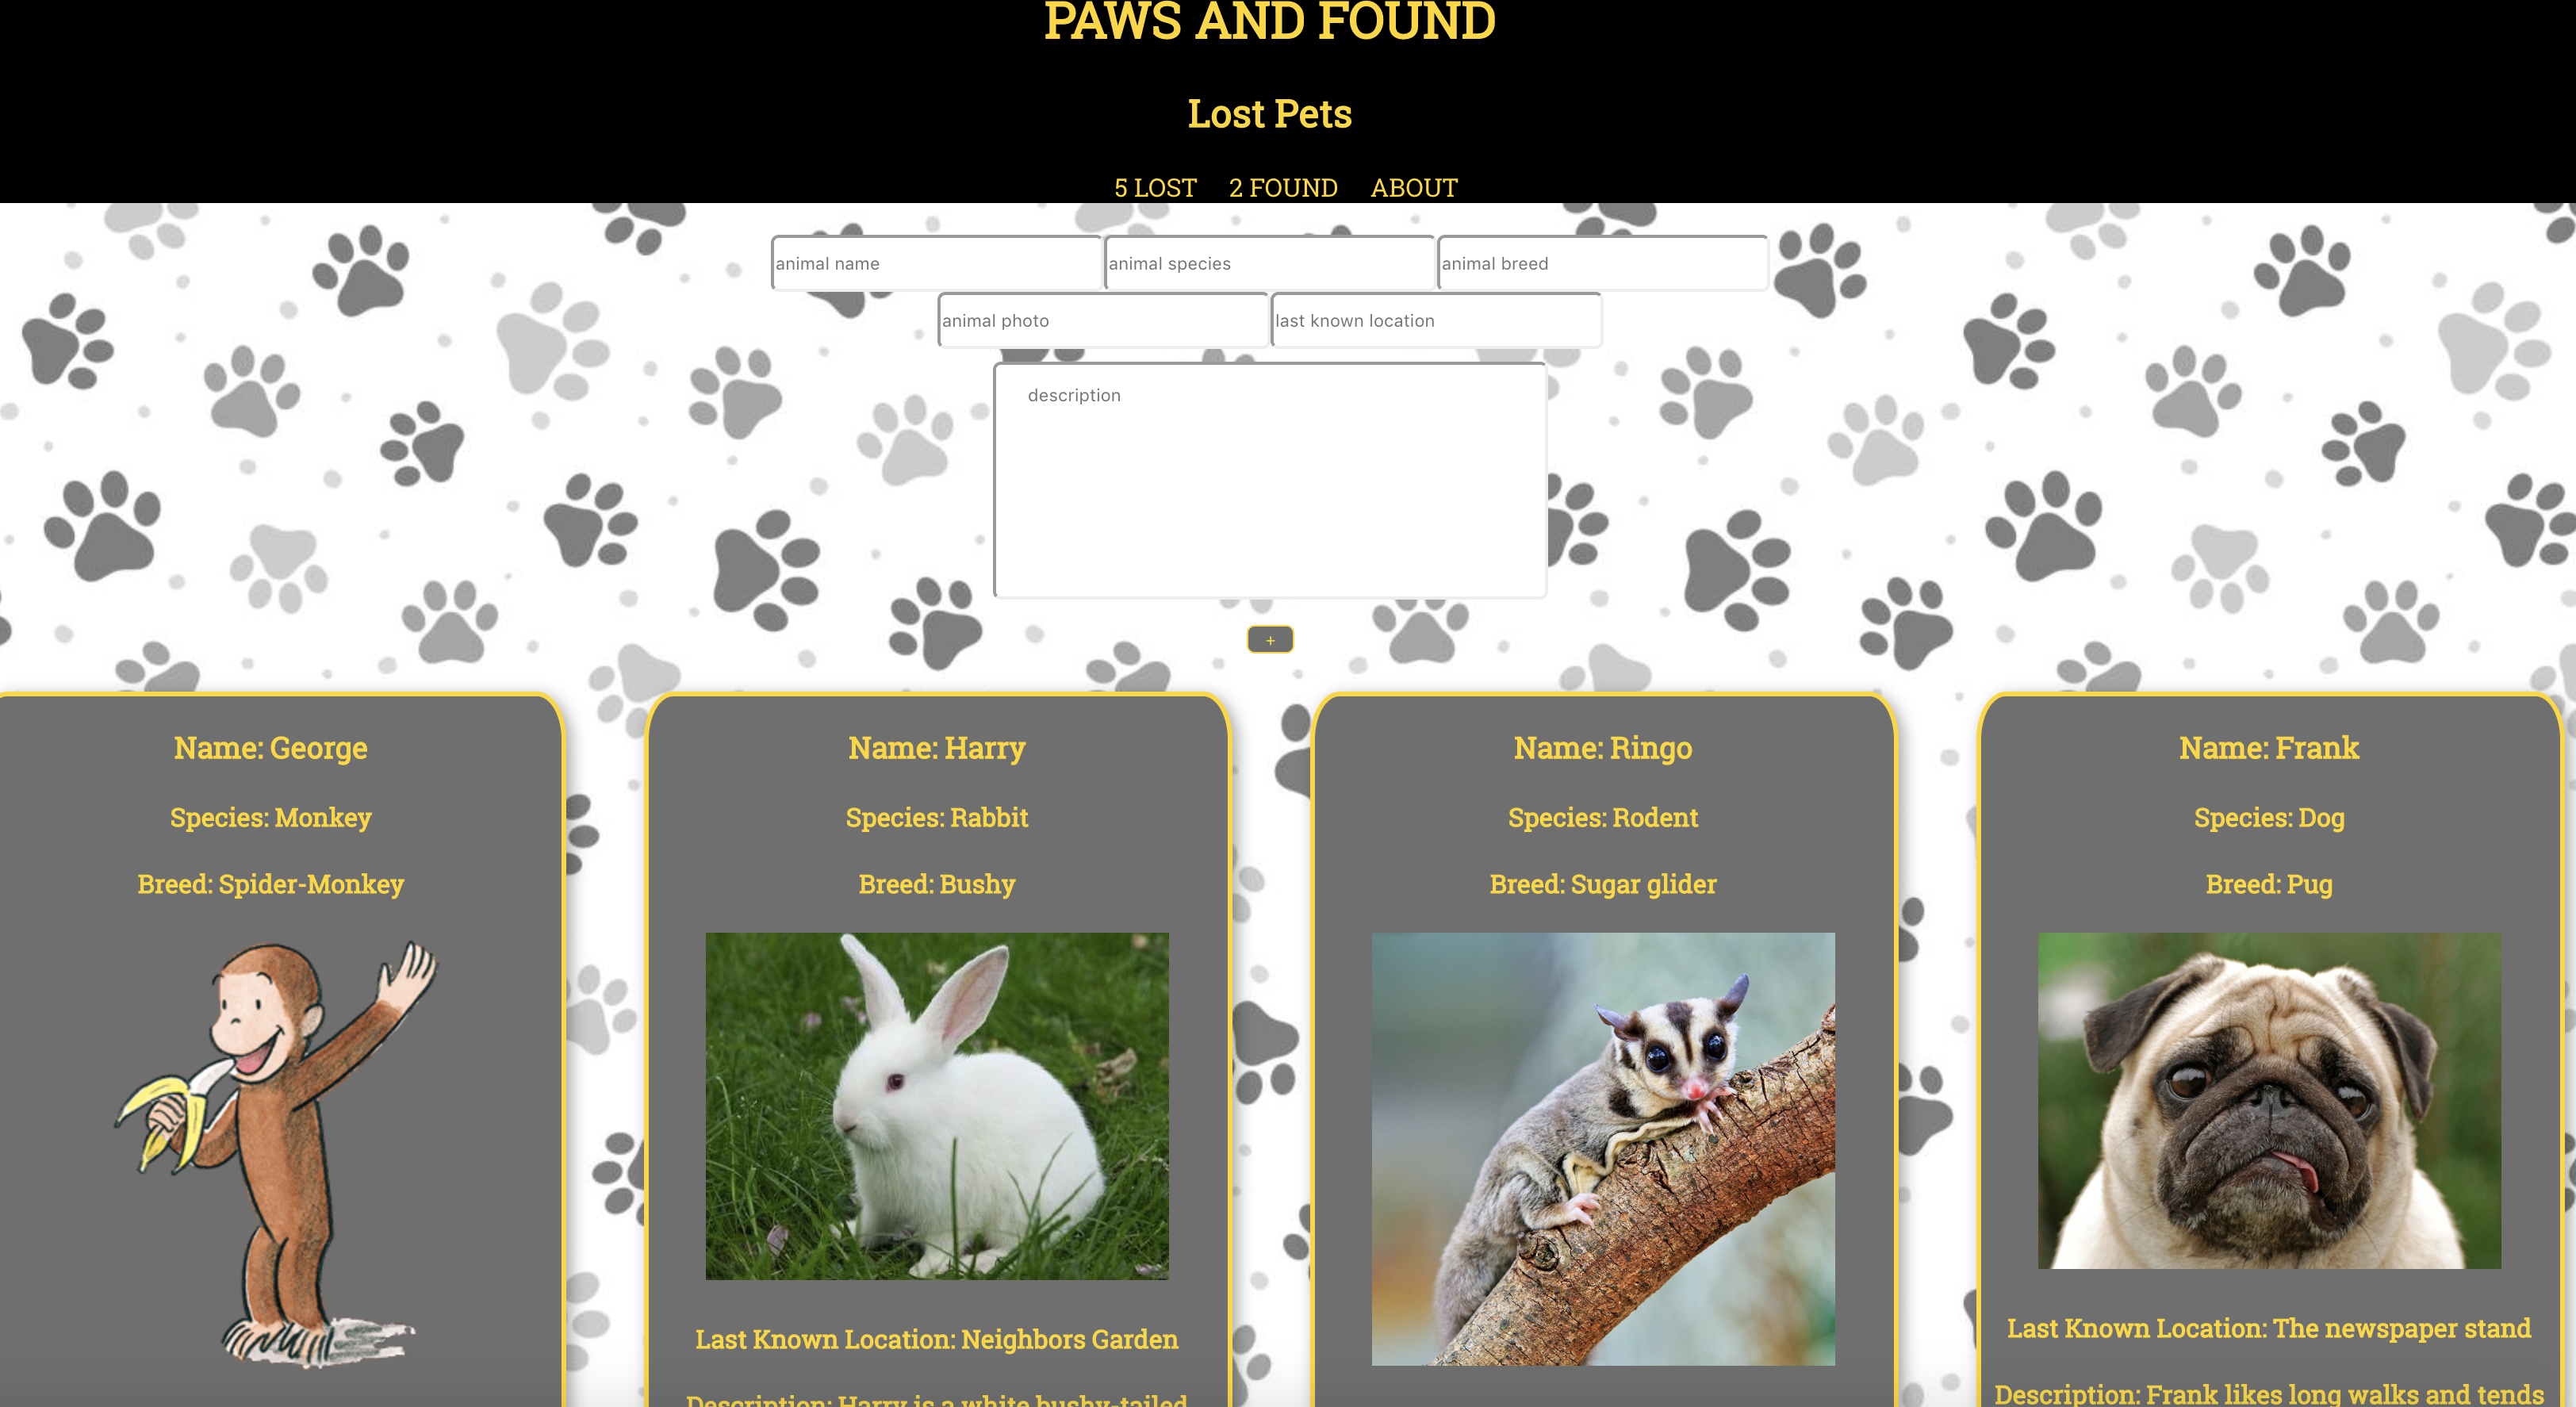 PAWS AND FOUND
Lost Pets
5 LOST 2 FOUND ABOUT
animal name
animal species
animal breed
animal photo
last known location
description
+
Name: George
Species: Monkey
Breed: Spider-Monkey
Name: Harry
Species: Rabbit
Breed: Bushy
Last Known Location: Neighbors Garden
Description: Harry is a white bushy-tailed
Name: Ringo
Species: Rodent
Breed: Sugar glider
Name: Frank
Species: Dog
Breed: Pug
Last Known Location: The newspaper stand
Description: Frank likes long walks and tends